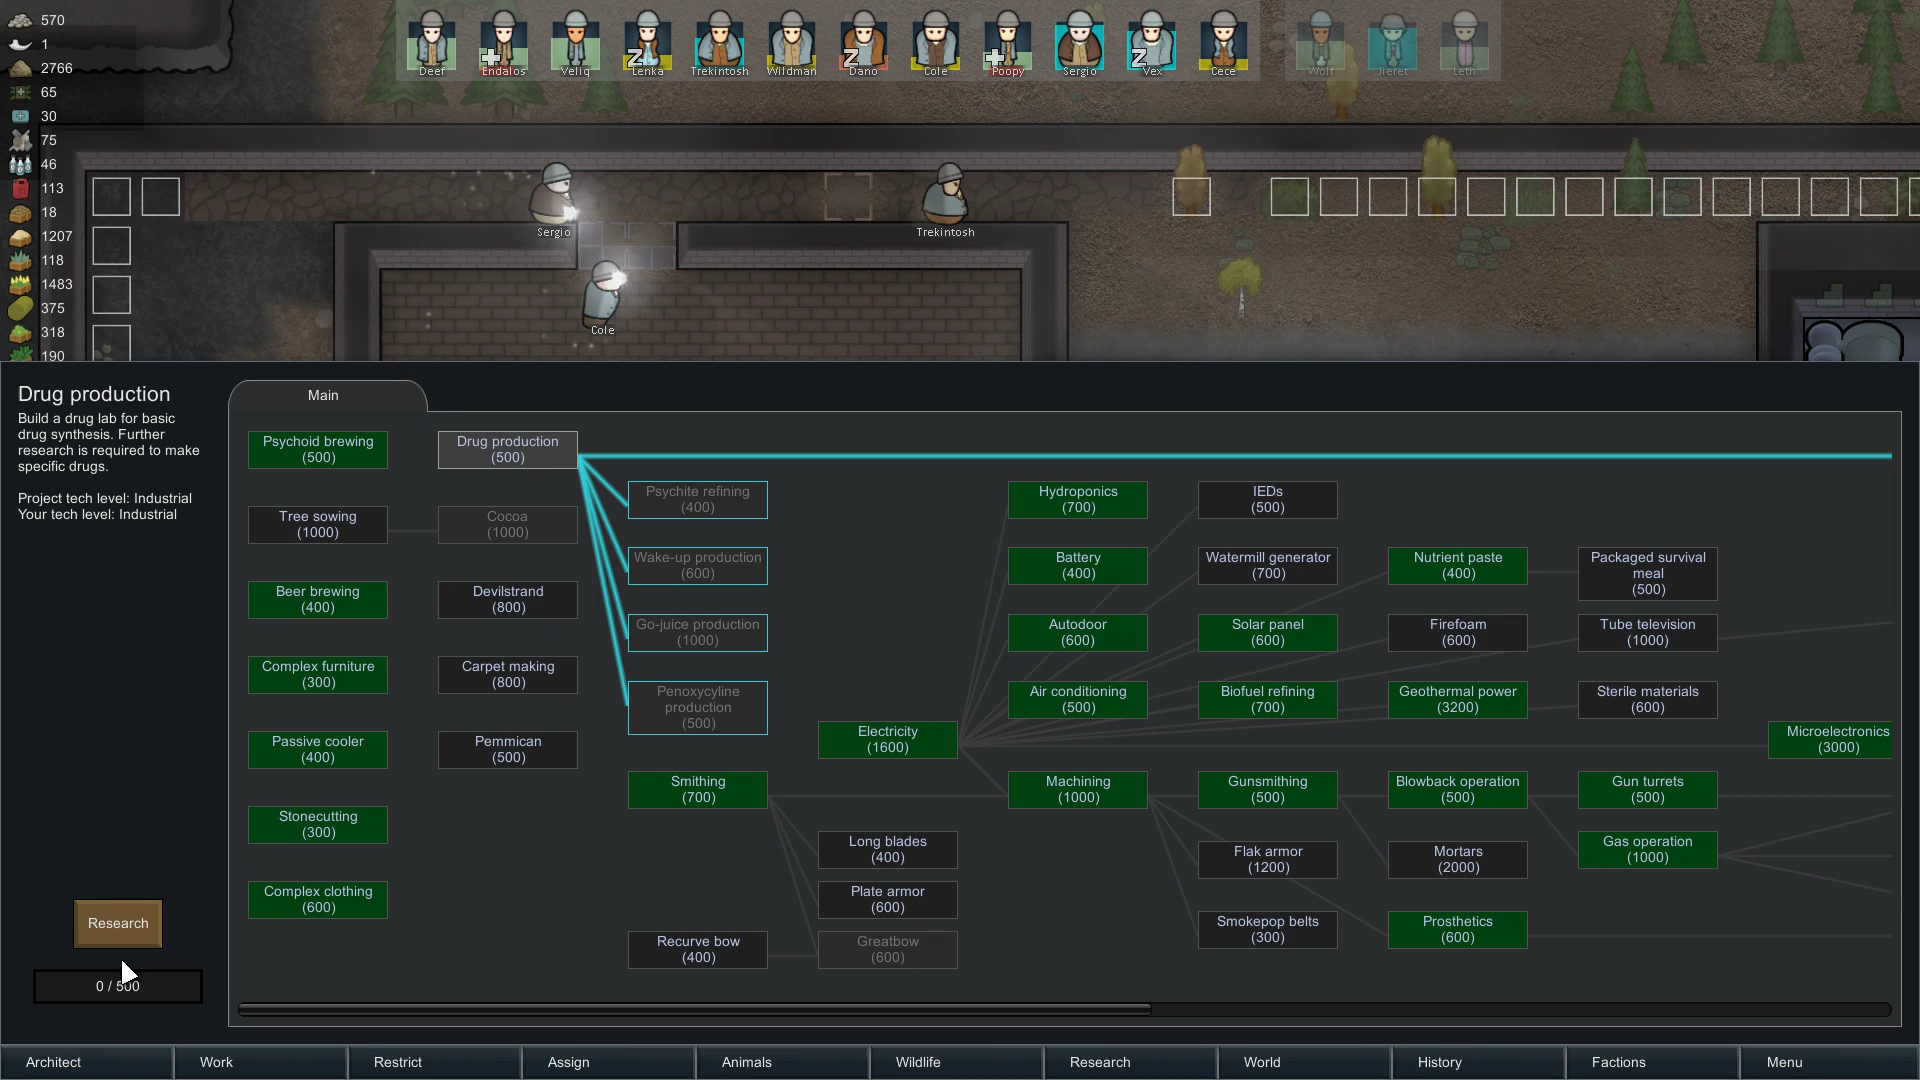 570
1
2766
65
30
75
46
113
18
1207
118
1483
375
318
190
Deef
Endalos
Veliq
Lenka
Trekintosh
Wildman
Dano
Cole
Poopy
Sergio
Vex
Cece
Wolf
Jieret
Leth
Z
Z
Z
Sergio
Trekintosh
Cole
Drug production
Build a drug lab for basic
drug synthesis. Further
research is required to make
specific drugs.
Project tech level: Industrial
Your tech level: Industrial
Research
0 / 500
Main
Psychoid brewing
(500)
Drug production
(500)
Psychite refining
(400)
Hydroponics
(700)
IEDs
(500)
Tree sowing
(1000)
Cocoa
(1000)
Wake-up production
(600)
Battery
(400)
Watermill generator
(700)
Nutrient paste
(400)
Packaged survival
meal
(500)
Beer brewing
(400)
Devilstrand
(800)
Go-juice production
(1000)
Autodoor
(600)
Solar panel
(600)
Firefoam
(600)
Tube television
(1000)
Complex furniture
(300)
Carpet making
(800)
Penoxycyline
production
(500)
Air conditioning
(500)
Biofuel refining
(700)
Geothermal power
(3200)
Sterile materials
(600)
Passive cooler
(400)
Pemmican
(500)
Electricity
(1600)
Microelectronics
(3000)
Smithing
(700)
Machining
(1000)
Gunsmithing
(500)
Blowback operation
(500)
Gun turrets
(500)
Stonecutting
(300)
Long blades
(400)
Flak armor
(1200)
Mortars
(2000)
Gas operation
(1000)
Complex clothing
(600)
Plate armor
(600)
Smokepop belts
(300)
Prosthetics
(600)
Recurve bow
(400)
Greatbow
(600)
Architect
Work
Restrict
Assign
Animals
Wildlife
Research
World
History
Factions
Menu